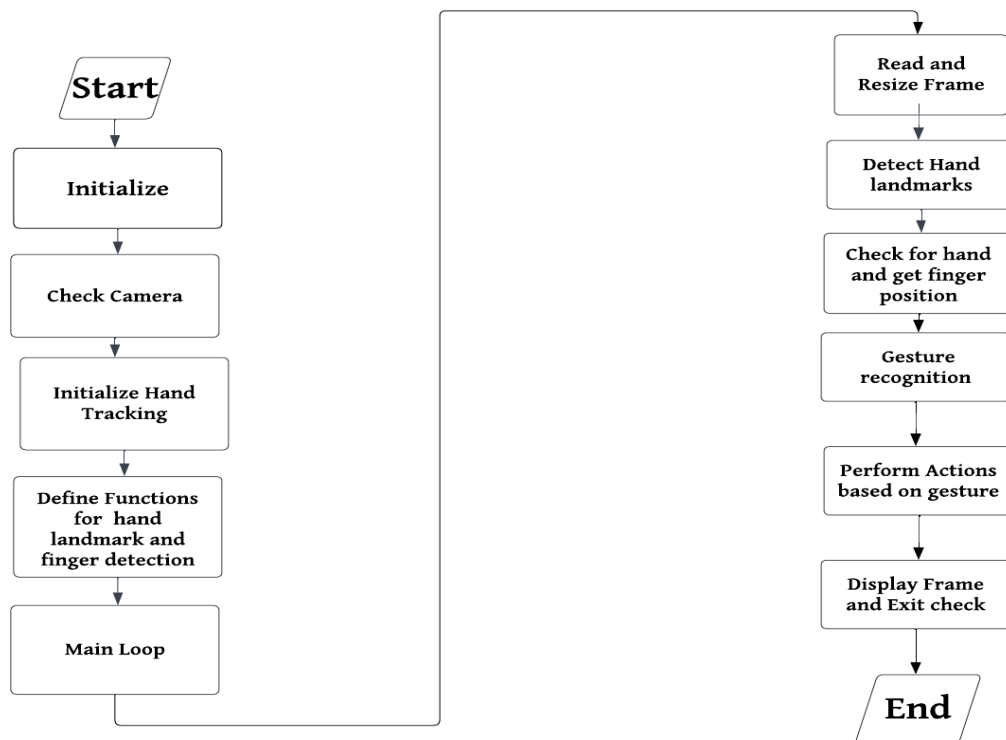 Start
Initialize
Check Camera
Initialize Hand
Tracking
Define Functions
for hand
landmark and
finger detection
Main Loop
Read and
Resize Frame
Detect Hand
landmarks
Check for hand
and get finger
position
Gesture
recognition
Perform Actions
based on gesture
Display Frame
and Exit check
End